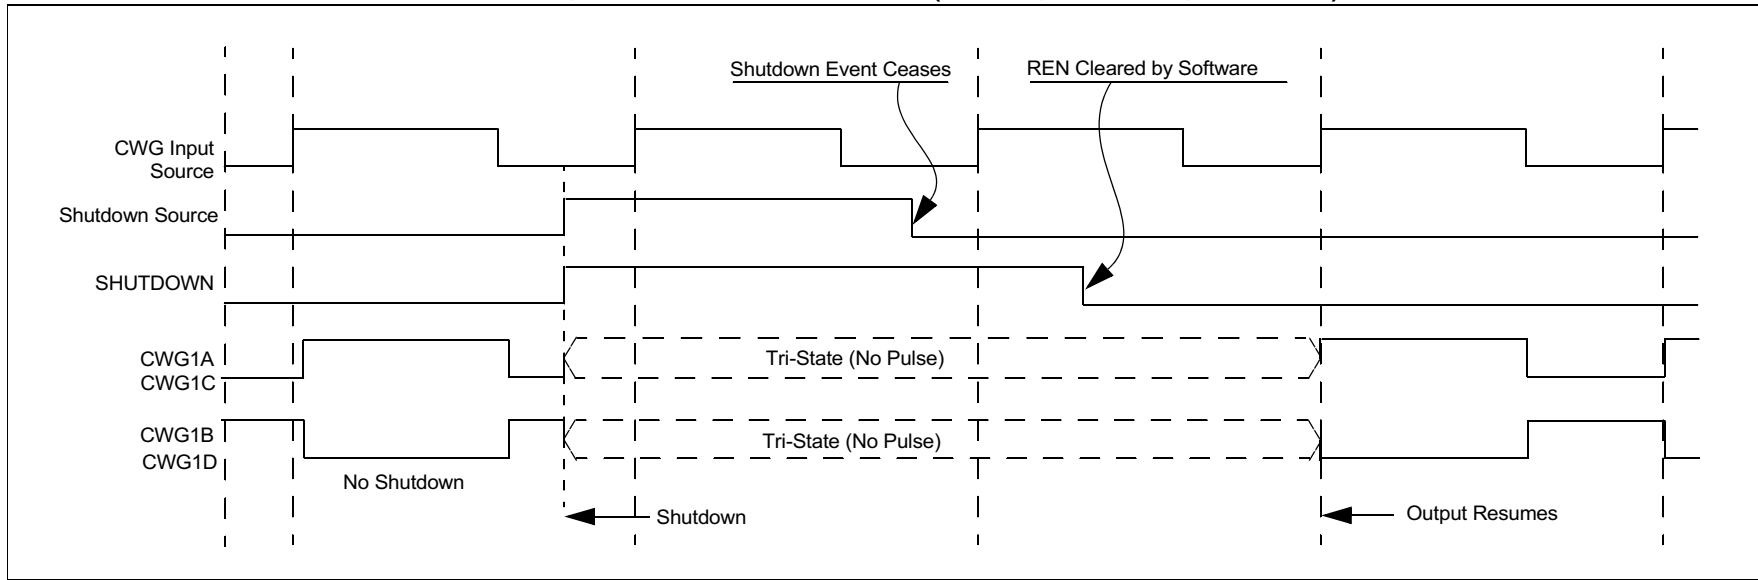 Shutdown Event Ceases
REN Cleared by Software
CWG Input
Source
Shutdown Source
SHUTDOWN
CWG1A
CWG1C
Tri-State (No Pulse)
CWG1B
CWG1D
Tri-State (No Pulse)
No Shutdown
Shutdown
Output Resumes